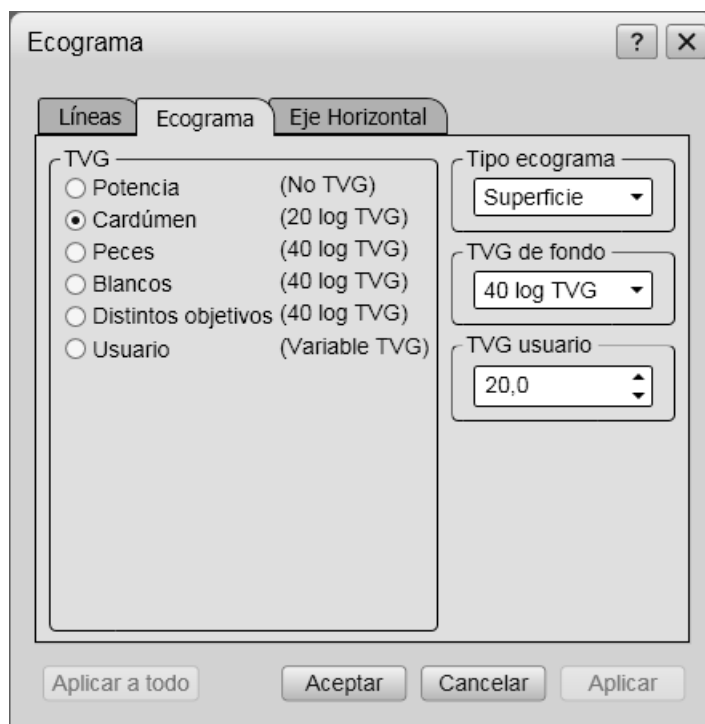 Ecograma
? X
Líneas Ecograma Eje Horizontal
TVG
Potencia (No TVG)
Cardúmen (20 log TVG)
Peces (40 log TVG)
Blancos (40 log TVG)
Distintos objetivos (40 log TVG)
Usuario (Variable TVG)
Tipo ecograma
Superficie
TVG de fondo
40 log TVG
TVG usuario
20,0
Aplicar a todo Aceptar Cancelar Aplicar